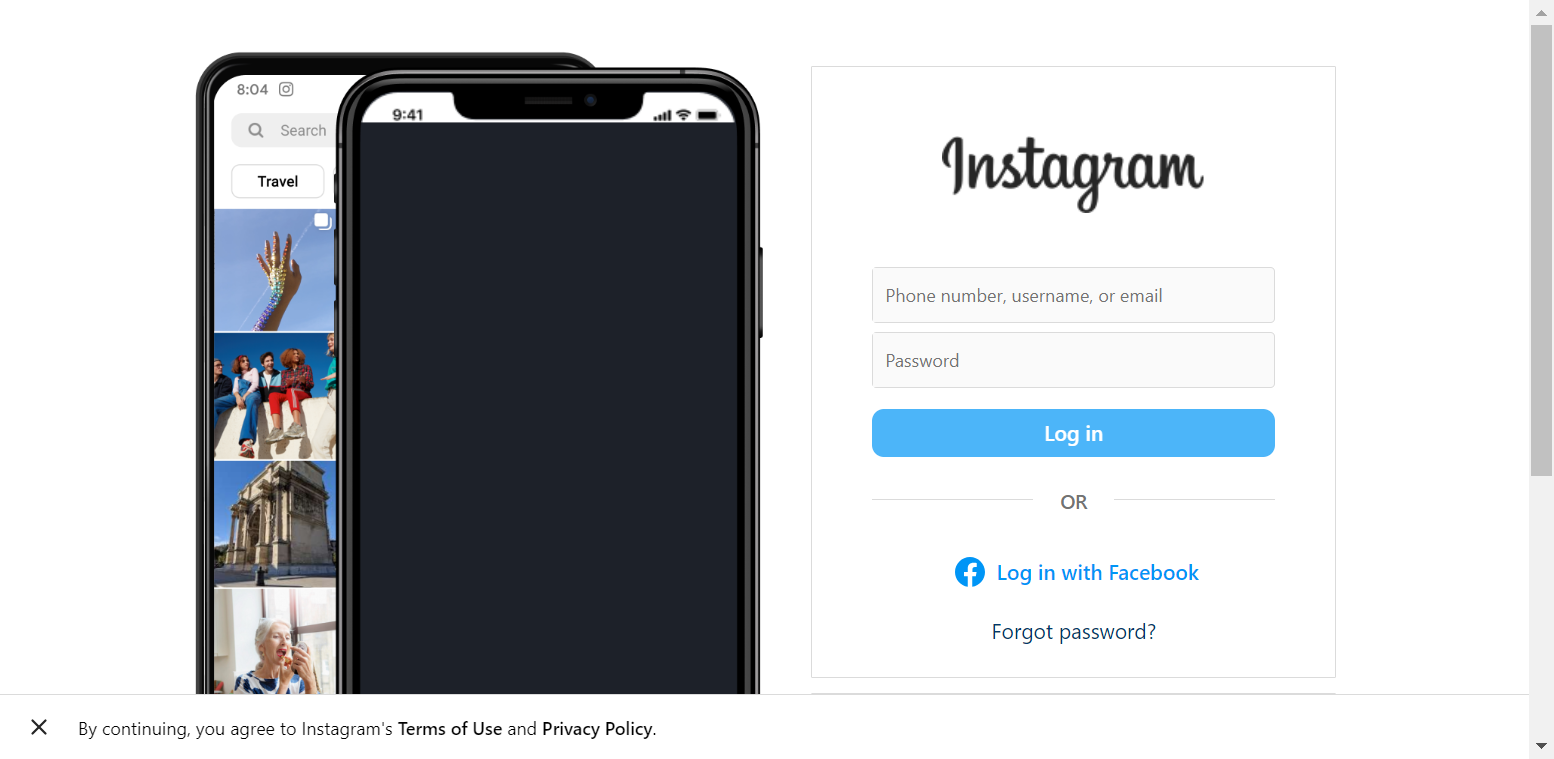 8:04
Search
Travel
9:41
Instagram
Phone number, username, or email
Password
Log in
OR
Log in with Facebook
Forgot password?
By continuing, you agree to Instagram's Terms of Use and Privacy Policy.